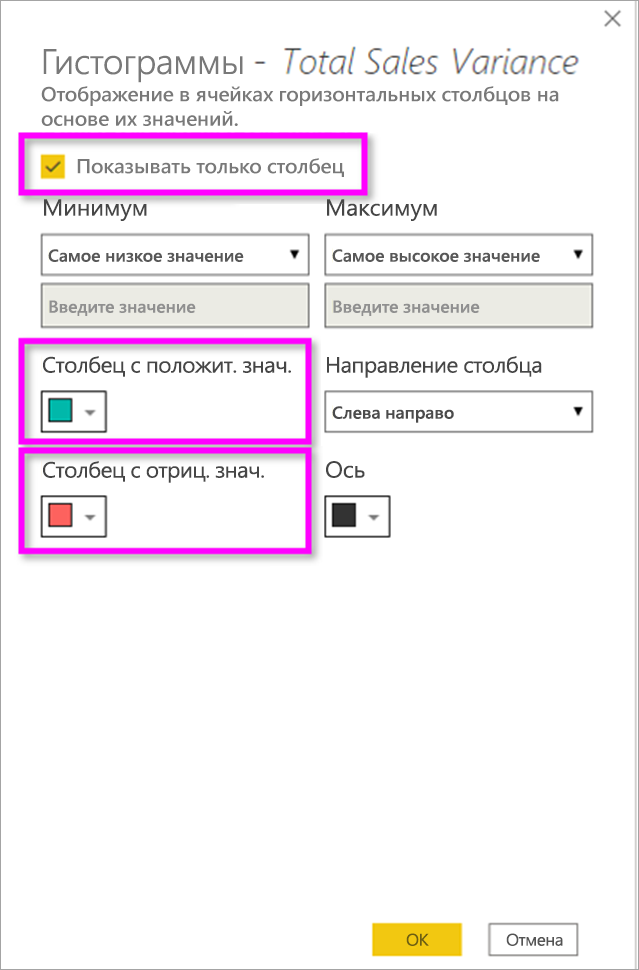 Гистограммы - Total Sales Variance
Отображение в ячейках горизонтальных столбцов на
основе их значений.
Показывать только столбец
Минимум
Максимум
Самое низкое значение
Самое высокое значение
Введите значение
Введите значение
Столбец с положит. знач.
Направление столбца
Слева направо
Столбец с отриц. знач.
Ось
ОК
Отмена